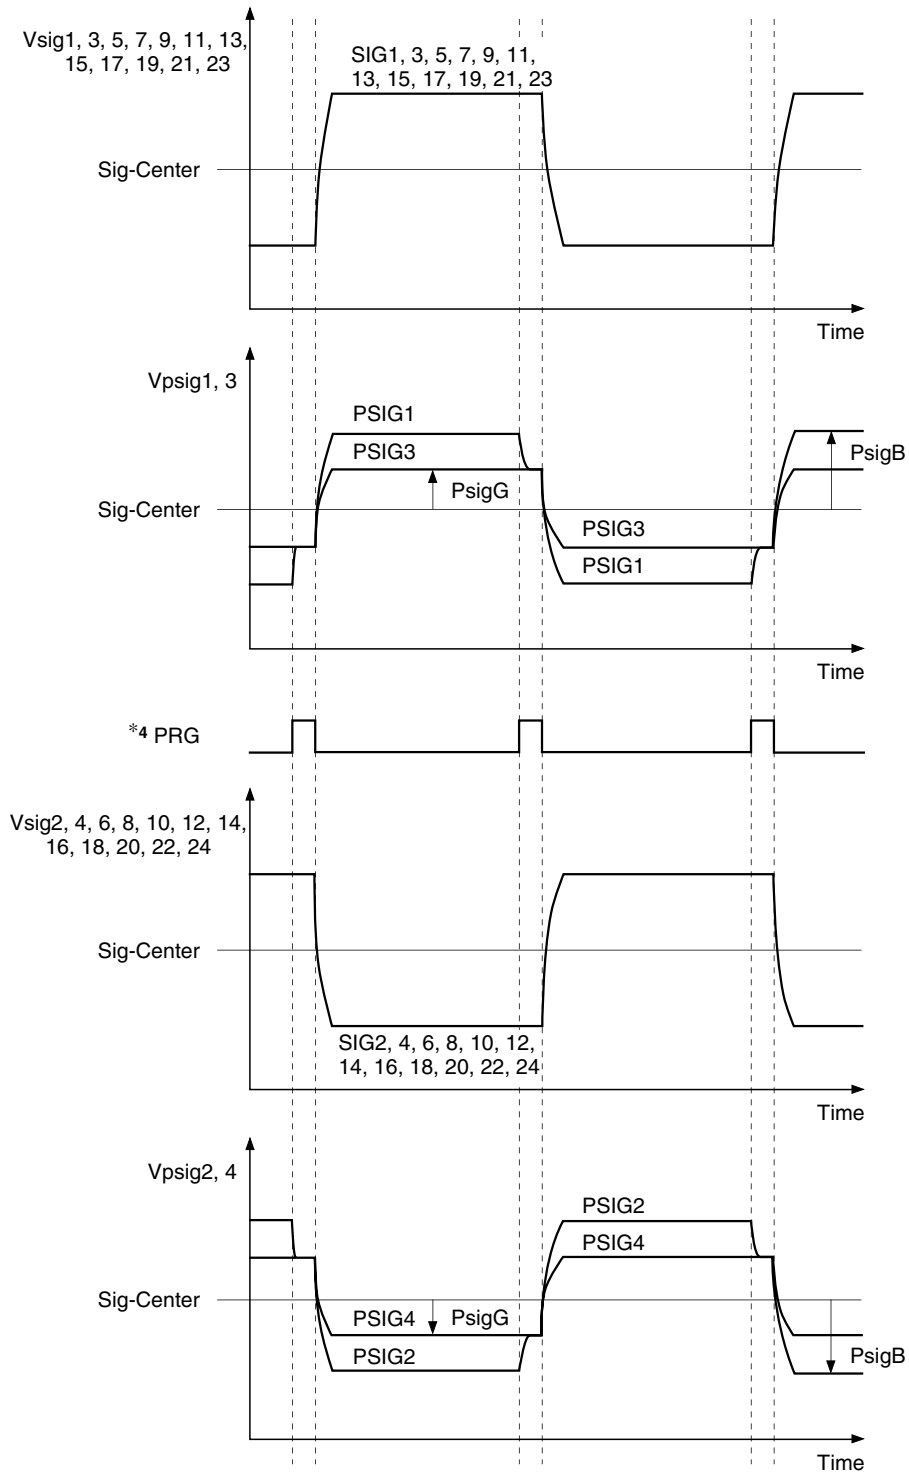 Vsig1, 3, 5, 7, 9, 11, 13,
15, 17, 19, 21, 23
SIG1, 3, 5, 7, 9, 11,
13, 15, 17, 19, 21, 23
Sig-Center
Time
Vpsig1, 3
PSIG1
PSIG3
PsigG
PsigB
Sig-Center
PSIG3
PSIG1
Time
*4 PRG
Vsig2, 4, 6, 8, 10, 12, 14,
16, 18, 20, 22, 24
Sig-Center
SIG2, 4, 6, 8, 10, 12,
14, 16, 18, 20, 22, 24
Time
Vpsig2, 4
PSIG2
PSIG4
Sig-Center
PSIG4
PsigG
PSIG2
PsigB
Time